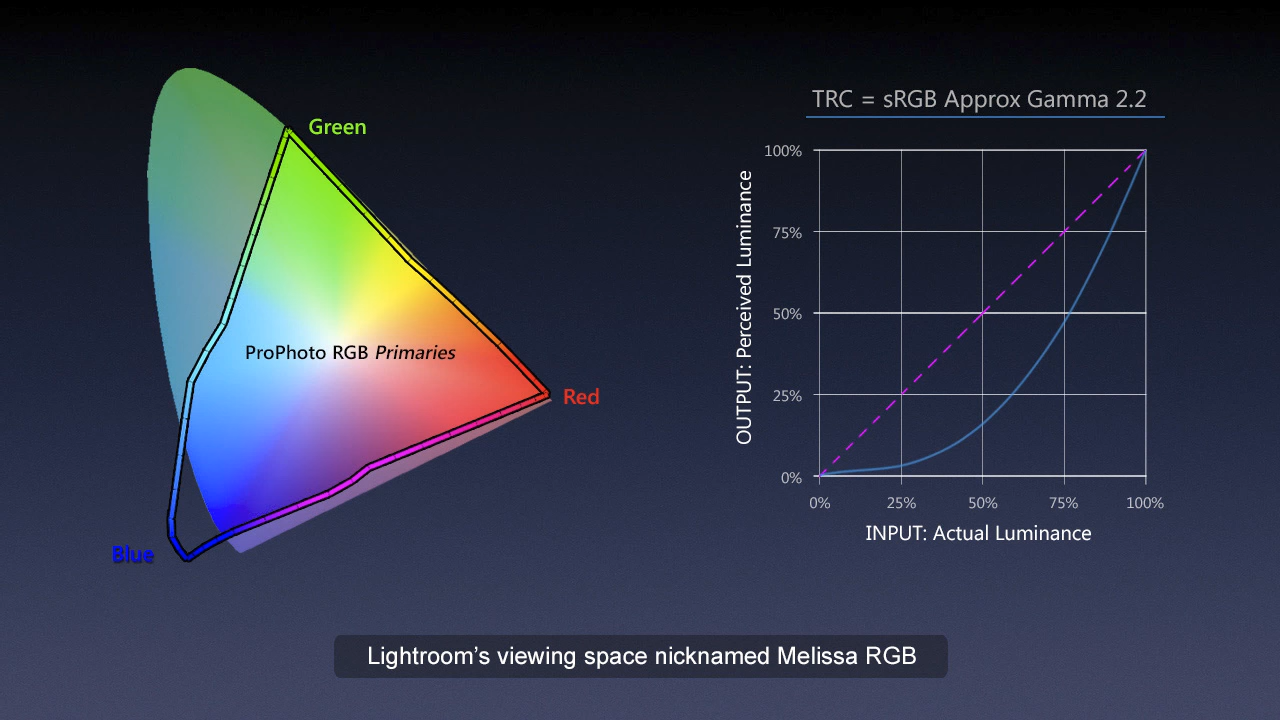 Green
ProPhoto RGB Primaries
Red
Blue
TRC = sRGB Approx Gamma 2.2
OUTPUT: Perceived Luminance
100%
75%
50%
25%
0%
0% 25% 50% 75% 100%
INPUT: Actual Luminance
Lightroom’s viewing space nicknamed Melissa RGB